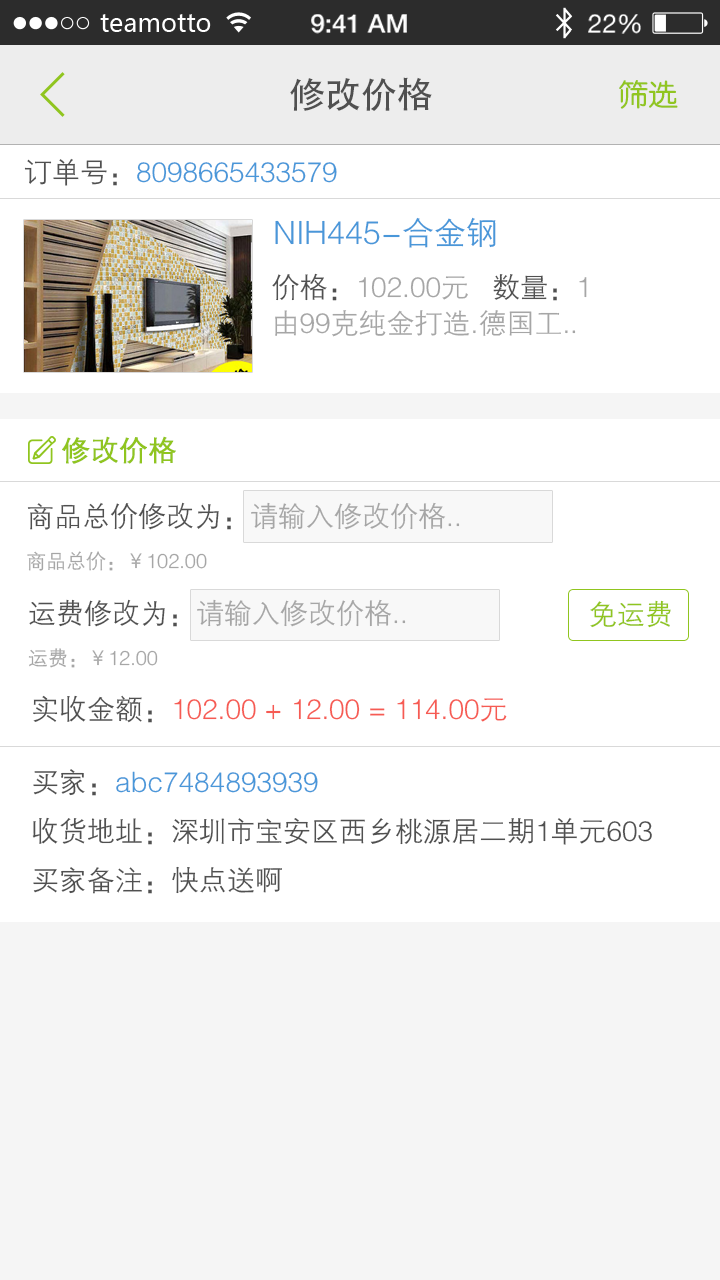 teamotto 9:41 AM 22%
修改价格 筛选
订单号：8098665433579
NIH445-合金钢
价格：102.00元 数量：1
由99克纯金打造.德国工..
修改价格
商品总价修改为：请输入修改价格..
商品总价：￥102.00
运费修改为：请输入修改价格.. 免运费
运费：￥12.00
实收金额：102.00 + 12.00 = 114.00元
买家：abc7484893939
收货地址：深圳市宝安区西乡桃源居二期1单元603
买家备注：快点送啊